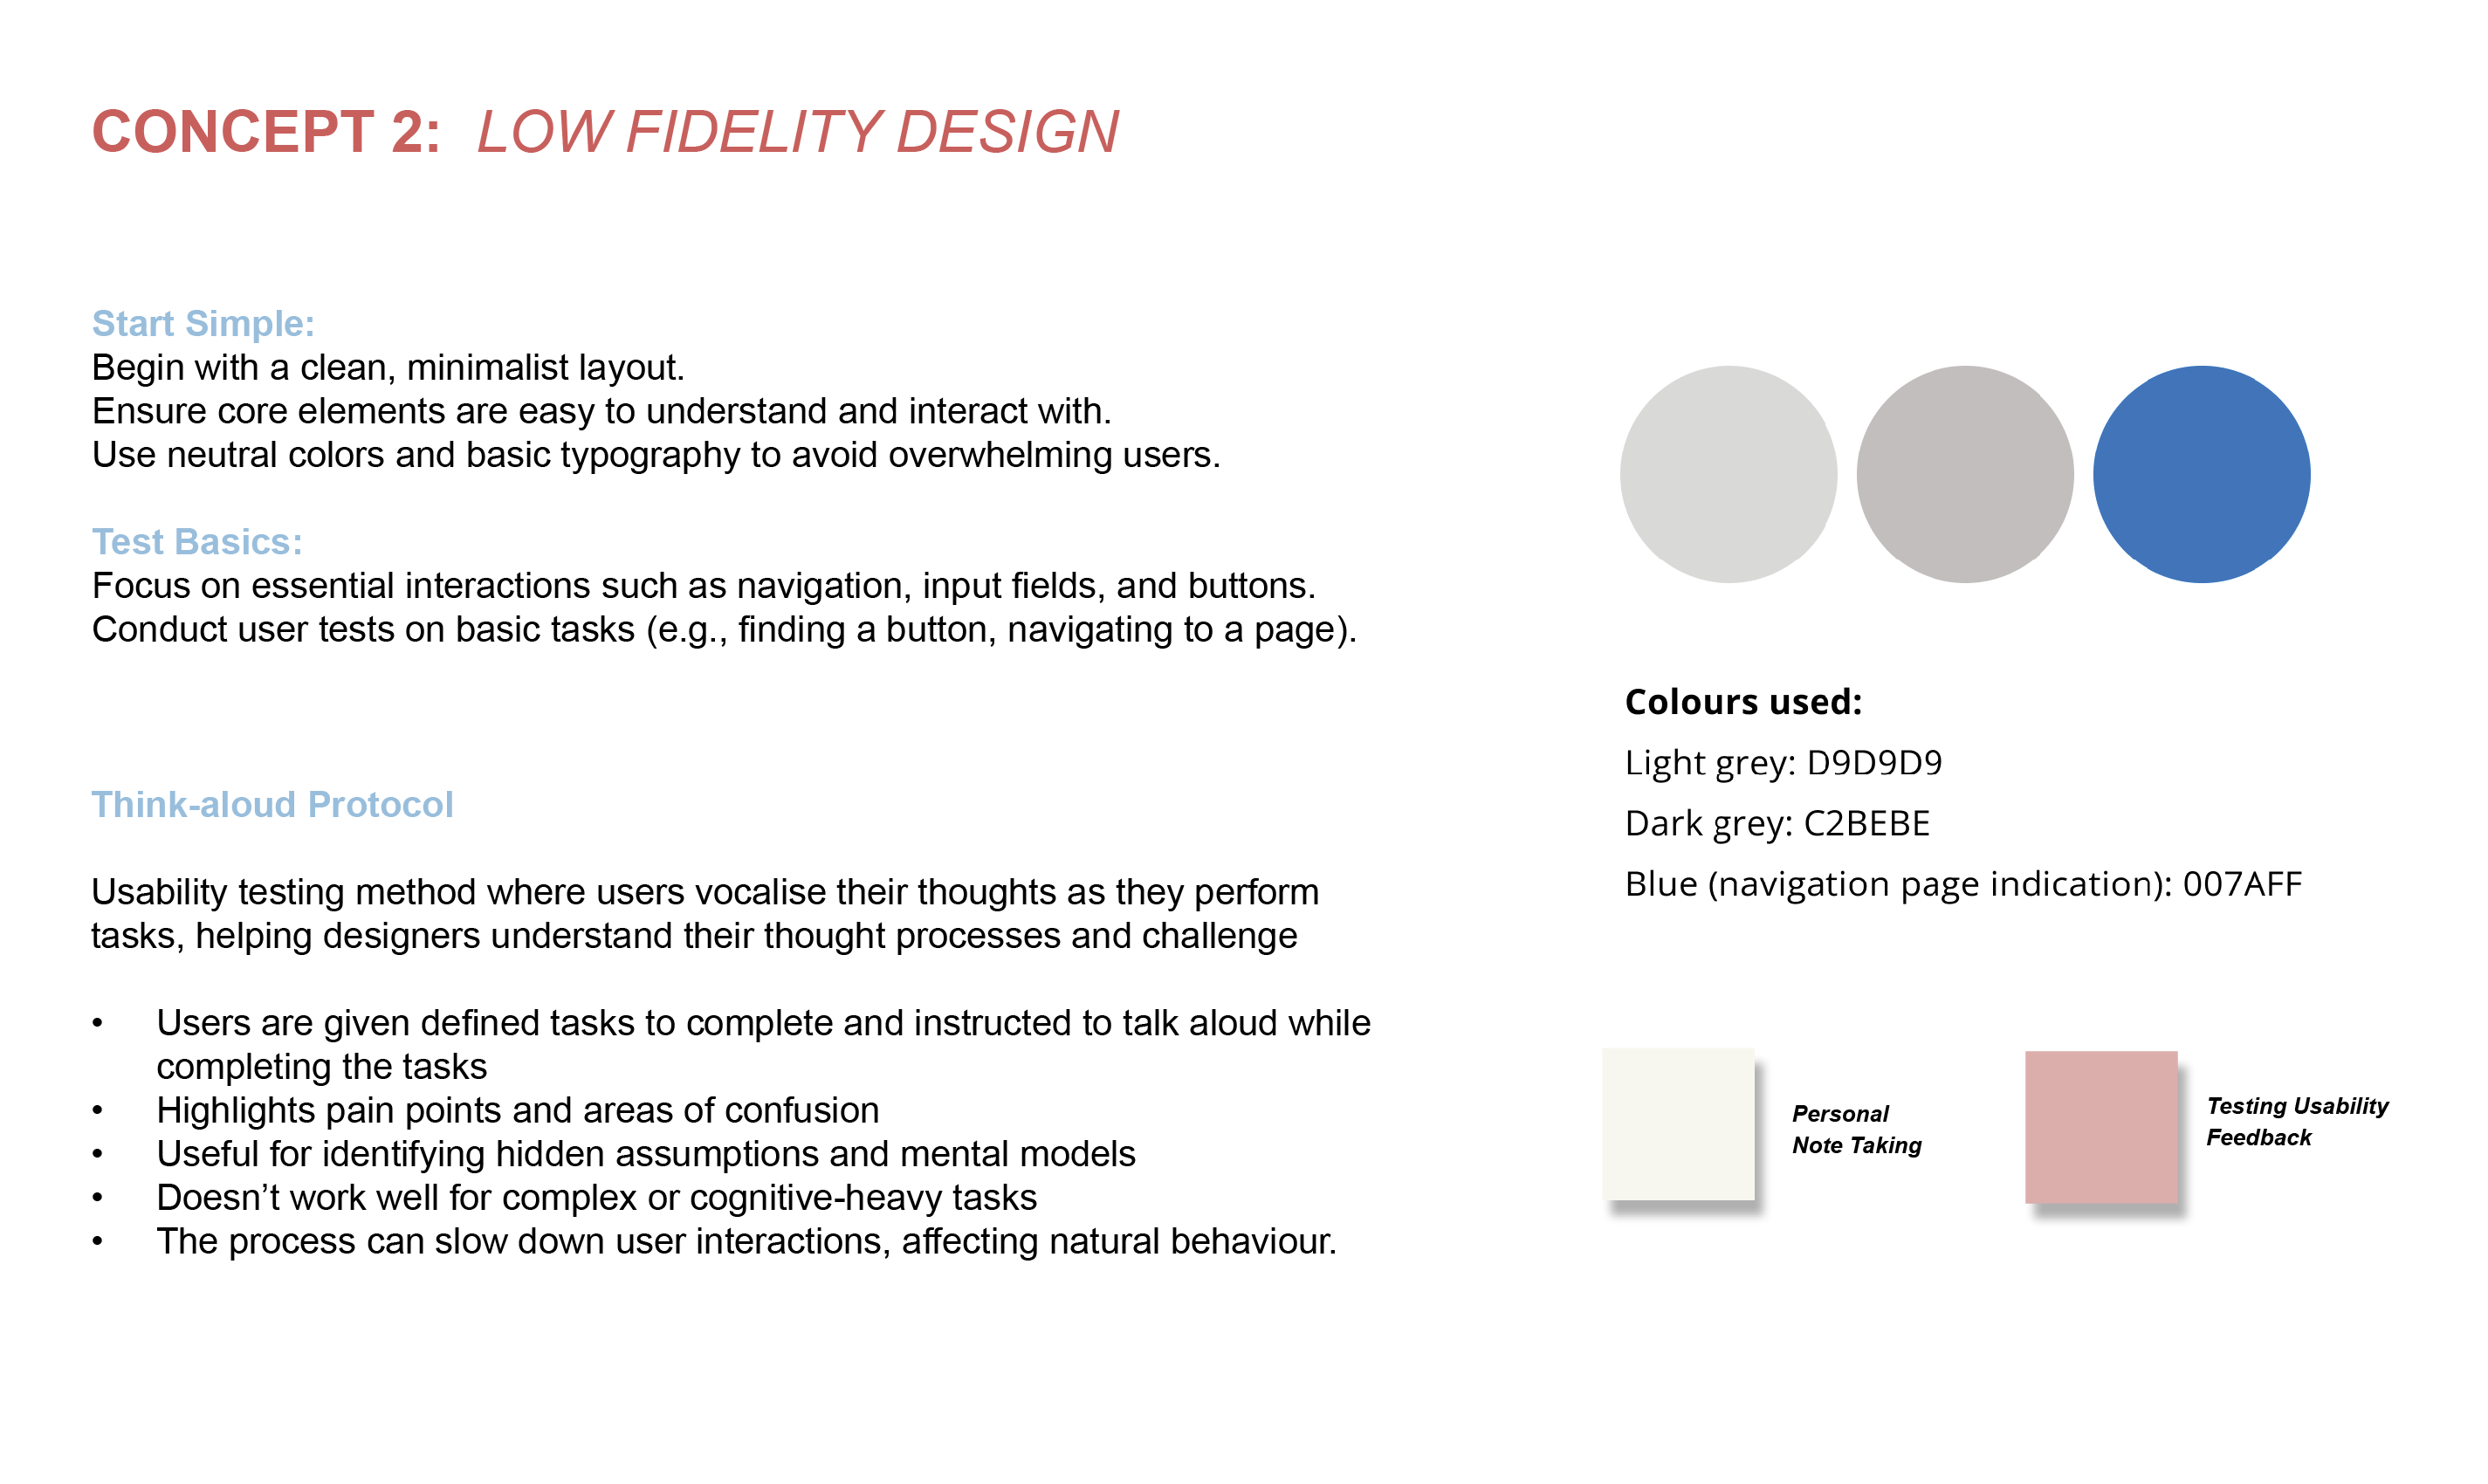 CONCEPT 2: LOW FIDELITY DESIGN
Start Simple:
Begin with a clean, minimalist layout.
Ensure core elements are easy to understand and interact with.
Use neutral colors and basic typography to avoid overwhelming users.
Test Basics:
Focus on essential interactions such as navigation, input fields, and buttons.
Conduct user tests on basic tasks (e.g., finding a button, navigating to a page).
Think-aloud Protocol
Usability testing method where users vocalise their thoughts as they perform
tasks, helping designers understand their thought processes and challenge
• Users are given defined tasks to complete and instructed to talk aloud while
completing the tasks
• Highlights pain points and areas of confusion
• Useful for identifying hidden assumptions and mental models
• Doesn’t work well for complex or cognitive-heavy tasks
• The process can slow down user interactions, affecting natural behaviour.
Colours used:
Light grey: D9D9D9
Dark grey: C2BEBE
Blue (navigation page indication): 007AFF
Personal
Note Taking
Testing Usability
Feedback